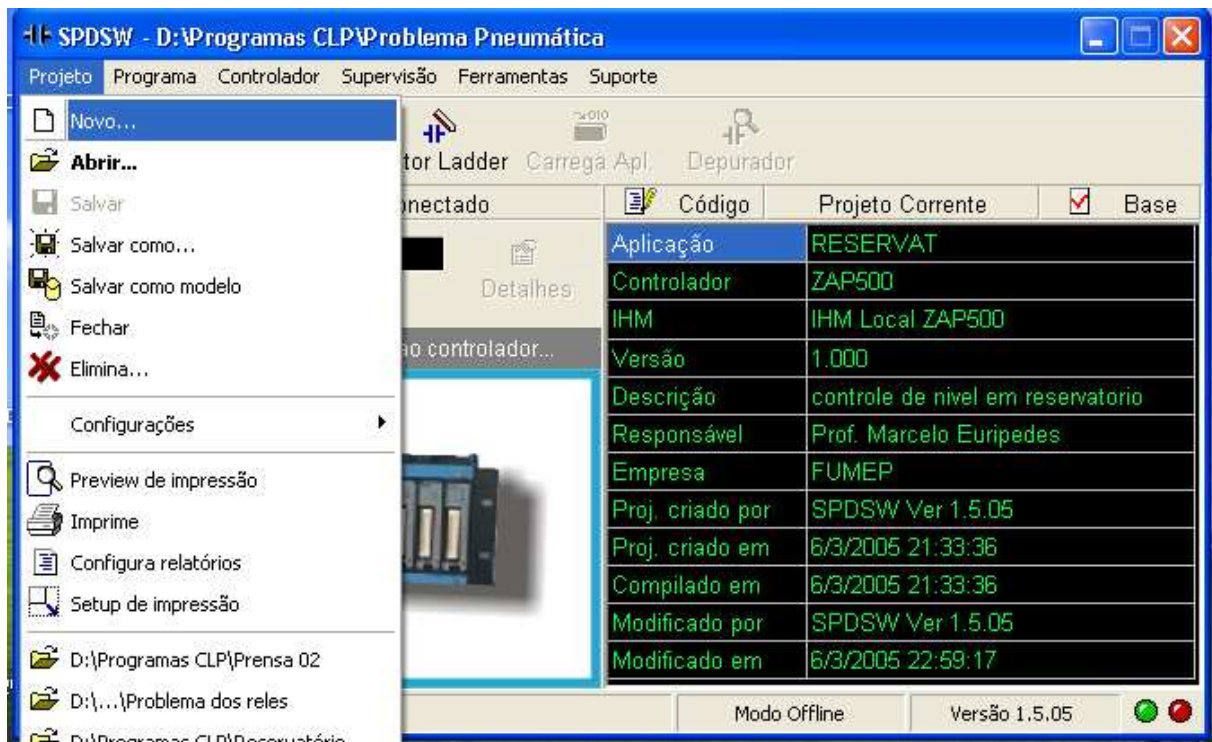 SPDSW - D:\Programas CLP\Problema Pneumática
Projeto Programa Controlador Supervisão Ferramentas Suporte
Novo...
Abrir...
Salvar
Salvar como...
Salvar como modelo
Fechar
Elimina...
Configurações
Preview de impressão
Imprime
Configura relatórios
Setup de impressão
D:\Programas CLP\Prensa 02
D:\...\Problema dos reles
D:\Programas CLP\Reservatório
tor Ladder Carrega Apl. Depurador
onectado
Detalhes
ao controlador...
Código Projeto Corrente Base
Aplicação RESERVAT
Controlador ZAP500
IHM IHM Local ZAP500
Versão 1.000
Descrição controle de nivel em reservatorio
Responsável Prof. Marcelo Euripedes
Empresa FUMEP
Proj. criado por SPDSW Ver 1.5.05
Proj. criado em 6/3/2005 21:33:36
Compilado em 6/3/2005 21:33:36
Modificado por SPDSW Ver 1.5.05
Modificado em 6/3/2005 22:59:17
Modo Offline Versão 1.5.05